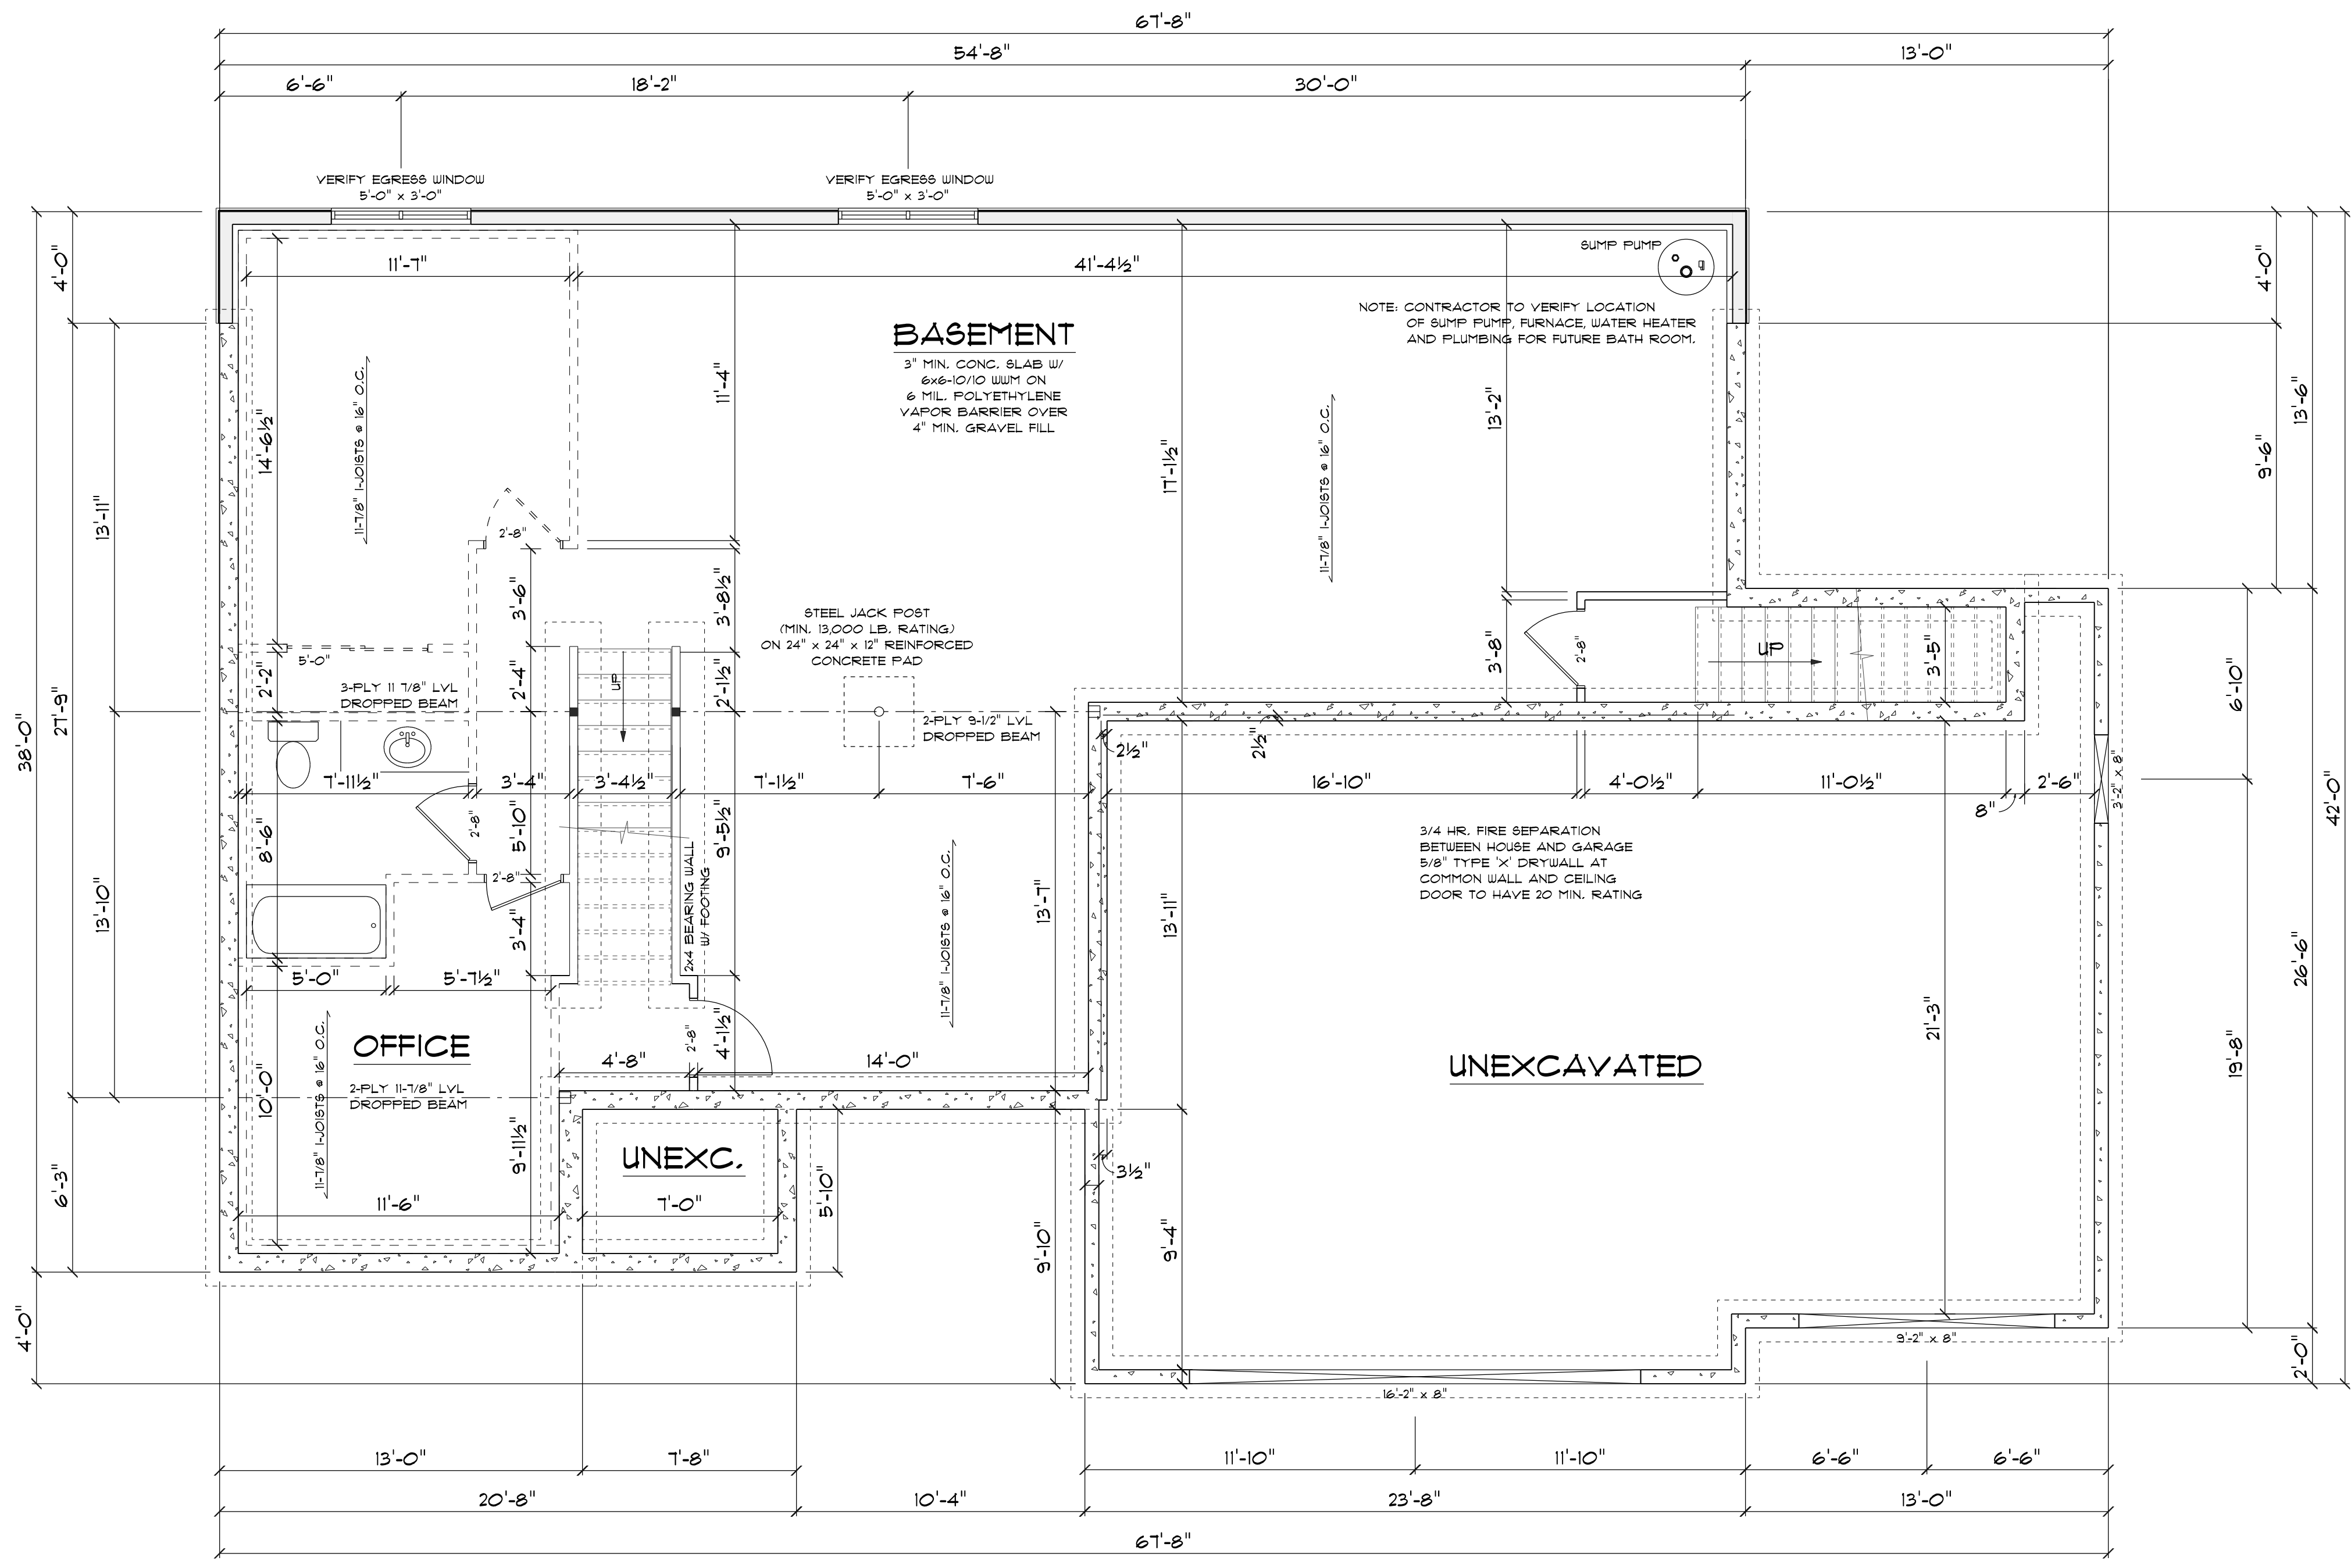 67'-8"
54'-8"
13'-0"
6'-6"
18'-2"
30'-0"
VERIFY EGRESS WINDOW
5'-0" x 3'-0"
VERIFY EGRESS WINDOW
5'-0" x 3'-0"
SUMP PUMP
NOTE: CONTRACTOR TO VERIFY LOCATION
OF SUMP PUMP, FURNACE, WATER HEATER
AND PLUMBING FOR FUTURE BATH ROOM.
4'-0"
11'-7"
41'-4½"
4'-0"
BASEMENT
3" MIN. CONC. SLAB W/
6x6-10/10 WWM ON
6 MIL. POLYETHYLENE
VAPOR BARRIER OVER
4" MIN. GRAVEL FILL
11'-4"
13'-2"
13'-6"
14'-6½"
11-7/8" I-JOISTS @ 16" O.C.
17'-1½"
11-7/8" I-JOISTS @ 16" O.C.
9'-6"
13'-11"
2'-8"
3'-6"
3'-8½"
STEEL JACK POST
(MIN. 13,000 LB. RATING)
ON 24" x 24" x 12" REINFORCED
CONCRETE PAD
5'-0"
2'-2"
3-PLY 11 7/8" LVL
DROPPED BEAM
2'-4"
UP
2'-1½"
2-PLY 9-1/2" LVL
DROPPED BEAM
3'-8"
2'-8"
UP
3'-5"
6'-10"
38'-0"
27'-9"
2½"
2½"
3'-2" x 8"
7'-11½"
3'-4"
3'-4½"
7'-1½"
7'-6"
16'-10"
4'-0½"
11'-0½"
8"
2'-6"
42'-0"
8'-6"
2'-8"
5'-10"
9'-5½"
2'-8"
3'-4"
2x4 BEARING WALL
W/ FOOTING
11-7/8" I-JOISTS @ 16" O.C.
13'-7"
13'-11"
3/4 HR. FIRE SEPARATION
BETWEEN HOUSE AND GARAGE
5/8" TYPE 'X' DRYWALL AT
COMMON WALL AND CEILING
DOOR TO HAVE 20 MIN. RATING
13'-10"
26'-6"
5'-0"
5'-7½"
OFFICE
2-PLY 11-7/8" LVL
DROPPED BEAM
10'-0"
11-7/8" I-JOISTS @ 16" O.C.
4'-8"
2'-8"
4'-1½"
14'-0"
UNEXCAVATED
21'-3"
19'-8"
9'-11½"
UNEXC.
7'-0"
11'-6"
5'-10"
3½"
6'-3"
9'-10"
9'-4"
4'-0"
9'-2" x 8"
2'-0"
16'-2" x 8"
13'-0"
7'-8"
11'-10"
11'-10"
6'-6"
6'-6"
20'-8"
10'-4"
23'-8"
13'-0"
67'-8"